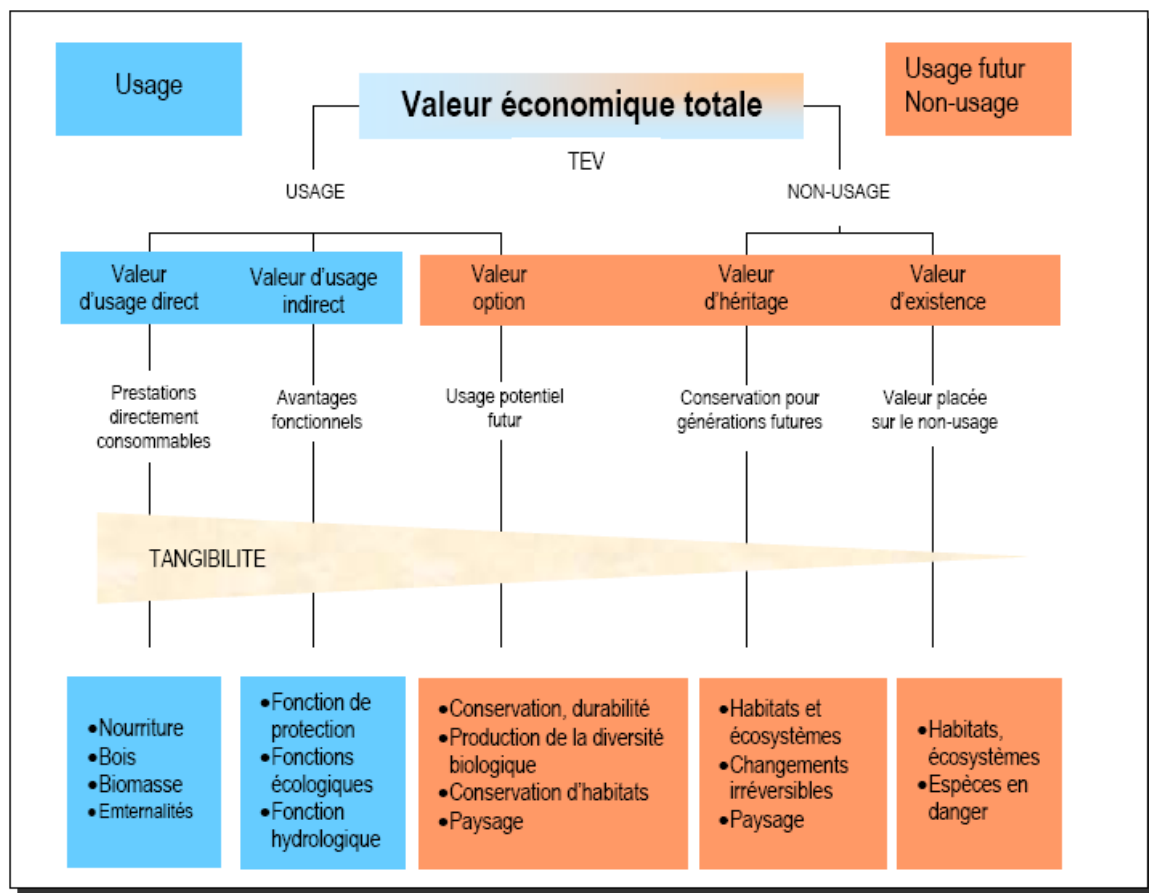 Usage
Valeur économique totale
Usage futur
Non-usage
TEV
USAGE
NON-USAGE
Valeur
d'usage direct
Valeur d'usage
indirect
Valeur
option
Valeur
d'héritage
Valeur
d'existence
Prestations
directement
consommables
Avantages
fonctionnels
Usage potentiel
futur
Conservation pour
générations futures
Valeur placée
sur le non-usage
TANGIBILITE
•Nourriture
•Bois
•Biomasse
•Emternalités
•Fonction de
protection
•Fonctions
écologiques
•Fonction
hydrologique
•Conservation, durabilité
•Production de la diversité
biologique
•Conservation d'habitats
•Paysage
•Habitats et
écosystèmes
•Changements
irréversibles
•Paysage
•Habitats,
écosystèmes
•Espèces en
danger